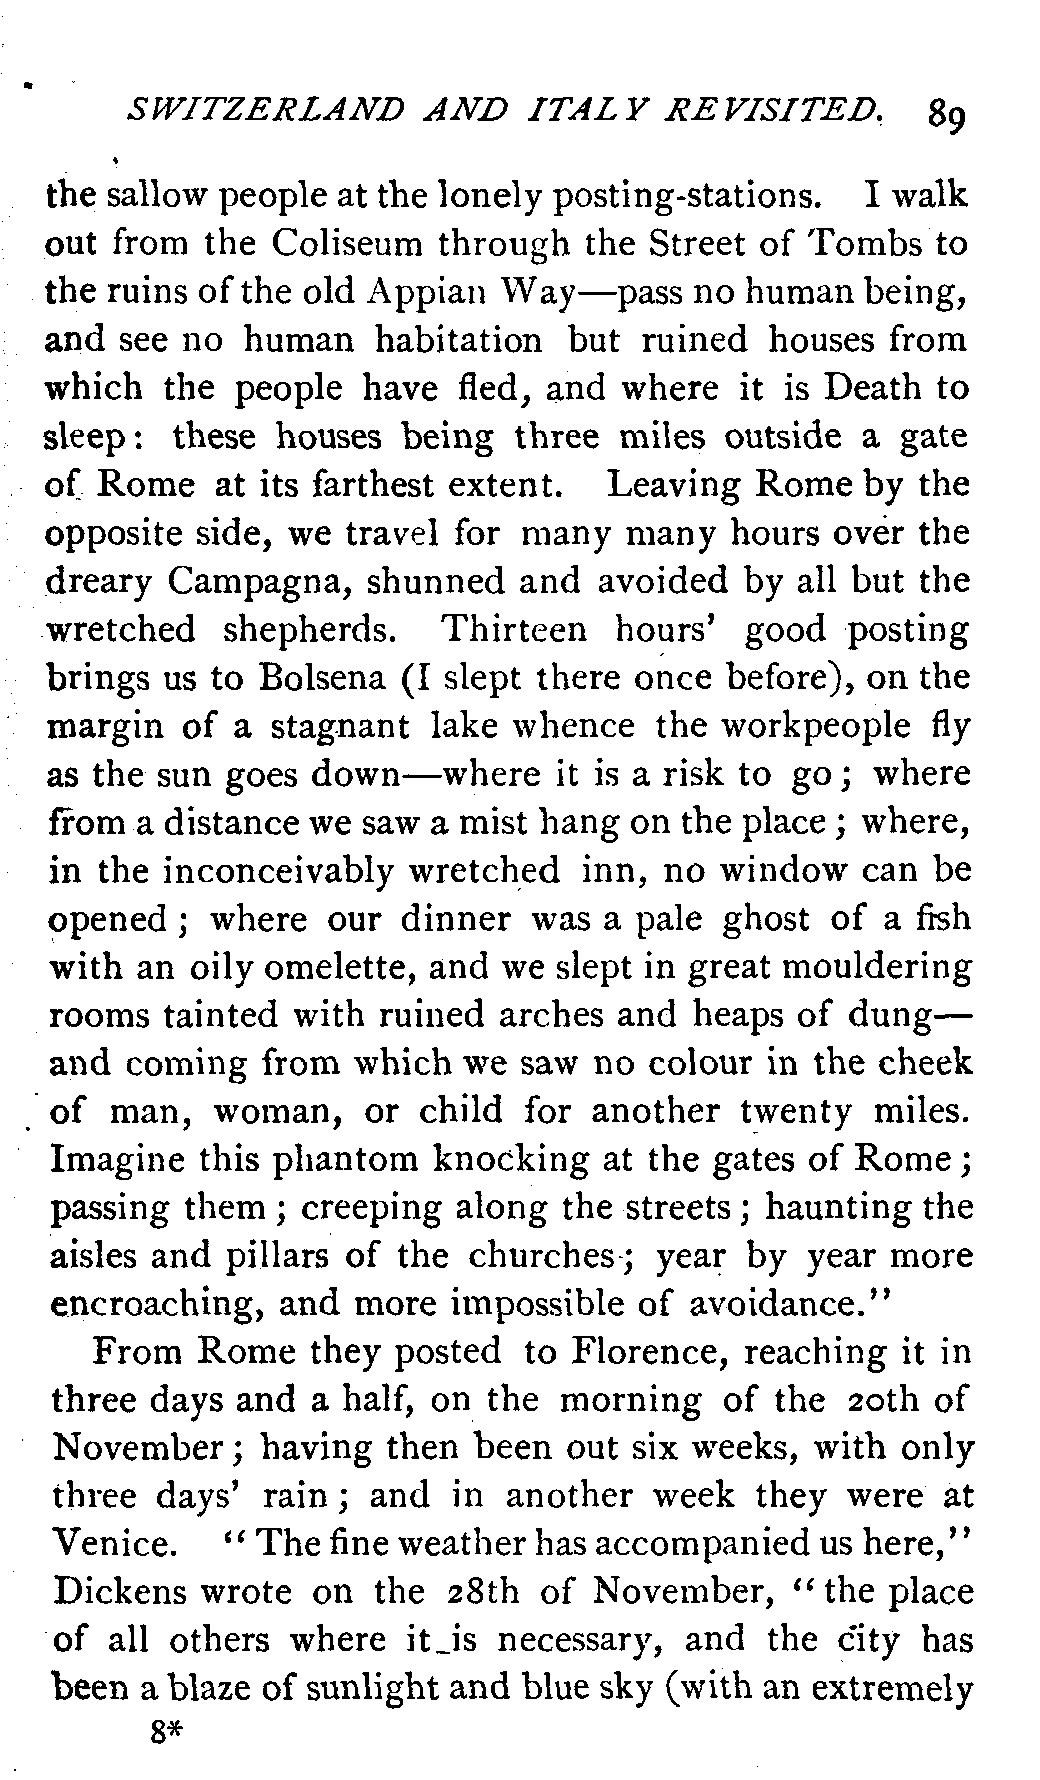 SWITZERLAND AND ITALY REVISITED. 89
the sallow people at the lonely posting-stations. I walk
out from the Coliseum through the Street of Tombs to
the ruins of the old Appian Way—pass no human being,
and see no human habitation but ruined houses from
which the people have fled, and where it is Death to
sleep: these houses being three miles outside a gate
of Rome at its farthest extent. Leaving Rome by the
opposite side, we travel for many many hours over the
dreary Campagna, shunned and avoided by all but the
wretched shepherds. Thirteen hours' good posting
brings us to Bolsena (I slept there once before), on the
margin of a stagnant lake whence the workpeople fly
as the sun goes down—where it is a risk to go; where
from a distance we saw a mist hang on the place; where,
in the inconceivably wretched inn, no window can be
opened; where our dinner was a pale ghost of a fish
with an oily omelette, and we slept in great mouldering
rooms tainted with ruined arches and heaps of dung—
and coming from which we saw no colour in the cheek
of man, woman, or child for another twenty miles.
Imagine this phantom knocking at the gates of Rome;
passing them; creeping along the streets; haunting the
aisles and pillars of the churches; year by year more
encroaching, and more impossible of avoidance."
From Rome they posted to Florence, reaching it in
three days and a half, on the morning of the 20th of
November; having then been out six weeks, with only
three days' rain; and in another week they were at
Venice. "The fine weather has accompanied us here,"
Dickens wrote on the 28th of November, "the place
of all others where it is necessary, and the city has
been a blaze of sunlight and blue sky (with an extremely
8*